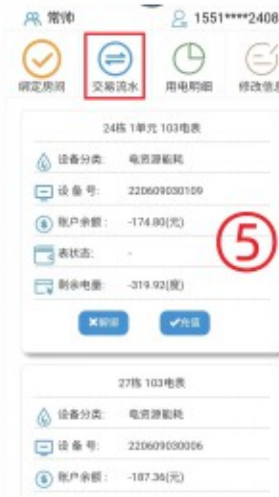 常帅 1551****2408
绑定房间 交易流水 用电明细 修改信息
24栋 1单元 103电表
设备分类: 电资源能耗
设 备 号: 220609030109
账户余额: -174.80(元)
表状态: -
剩余电量: -319.92(度)
⑤
解绑 充值
27栋 103电表
设备分类: 电资源能耗
设 备 号: 220609030006
账户余额: -187.36(元)